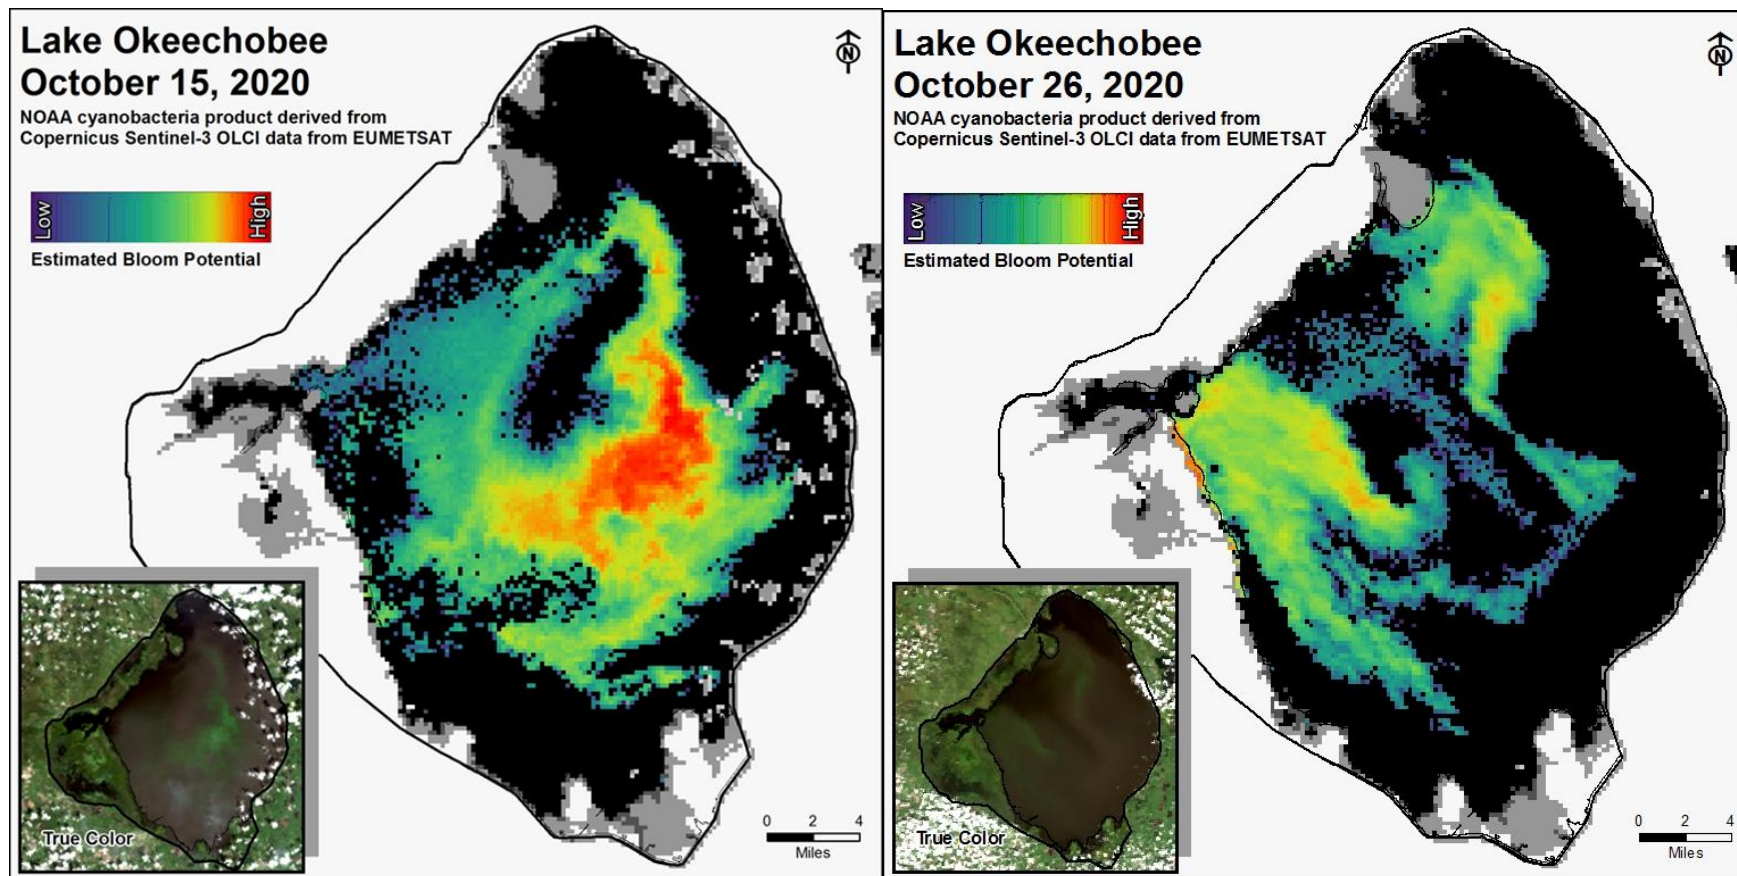 Lake Okeechobee
October 15, 2020
NOAA cyanobacteria product derived from
Copernicus Sentinel-3 OLCI data from EUMETSAT
N
Low
High
Estimated Bloom Potential
True Color
0 2 4
Miles
Lake Okeechobee
October 26, 2020
NOAA cyanobacteria product derived from
Copernicus Sentinel-3 OLCI data from EUMETSAT
N
Low
High
Estimated Bloom Potential
True Color
0 2 4
Miles